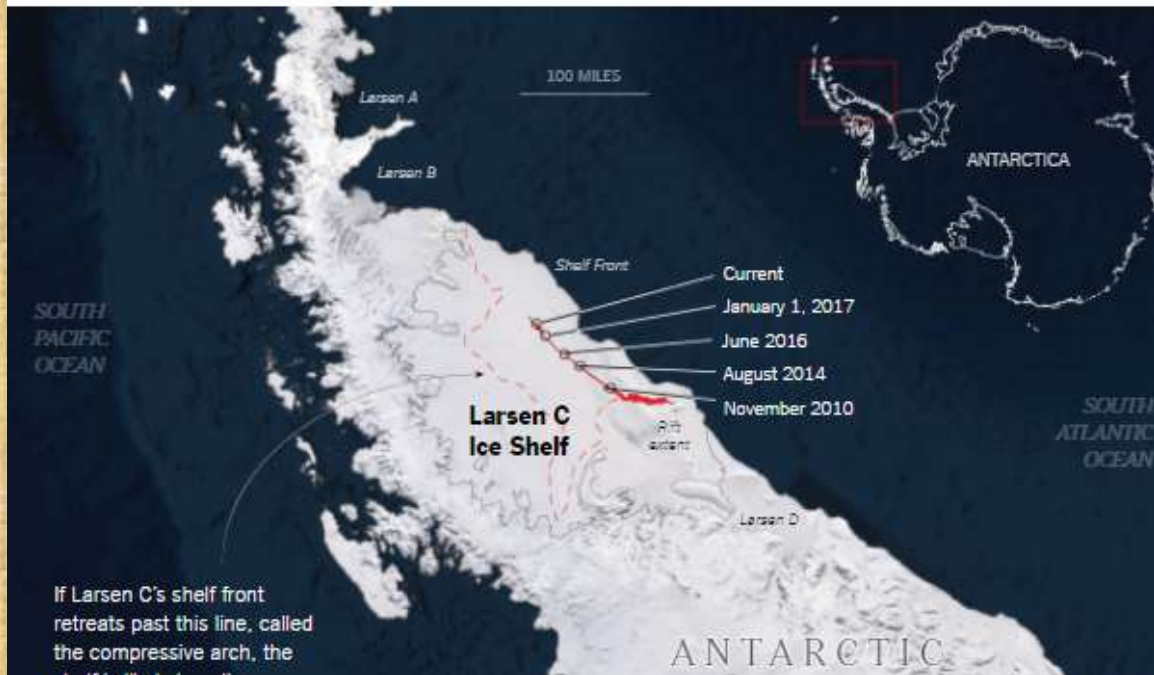 100 MILES
Larsen A
ANTARCTICA
Larsen B
Shelf Front
Current
January 1, 2017
SOUTH
PACIFIC
OCEAN
June 2016
August 2014
November 2010
Larsen C
Ice Shelf
Rift
extent
SOUTH
ATLANTIC
OCEAN
Larsen D
If Larsen C’s shelf front
retreats past this line, called
the compressive arch, the
ANTARCTIC